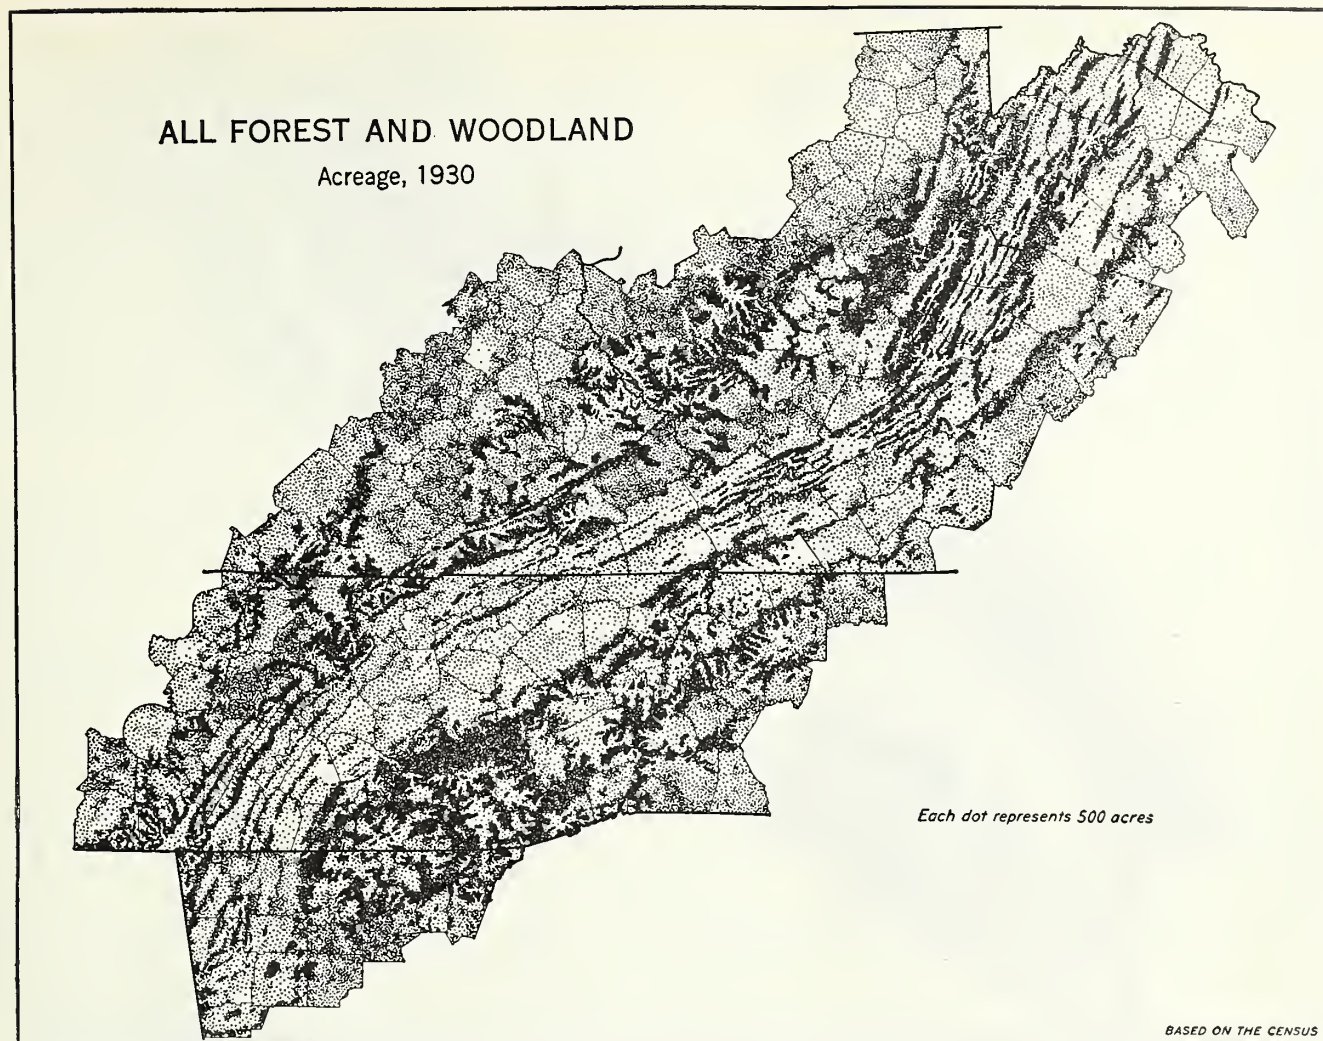 ALL FOREST AND WOODLAND
Acreage, 1930
Each dot represents 500 acres
BASED ON THE CENSUS